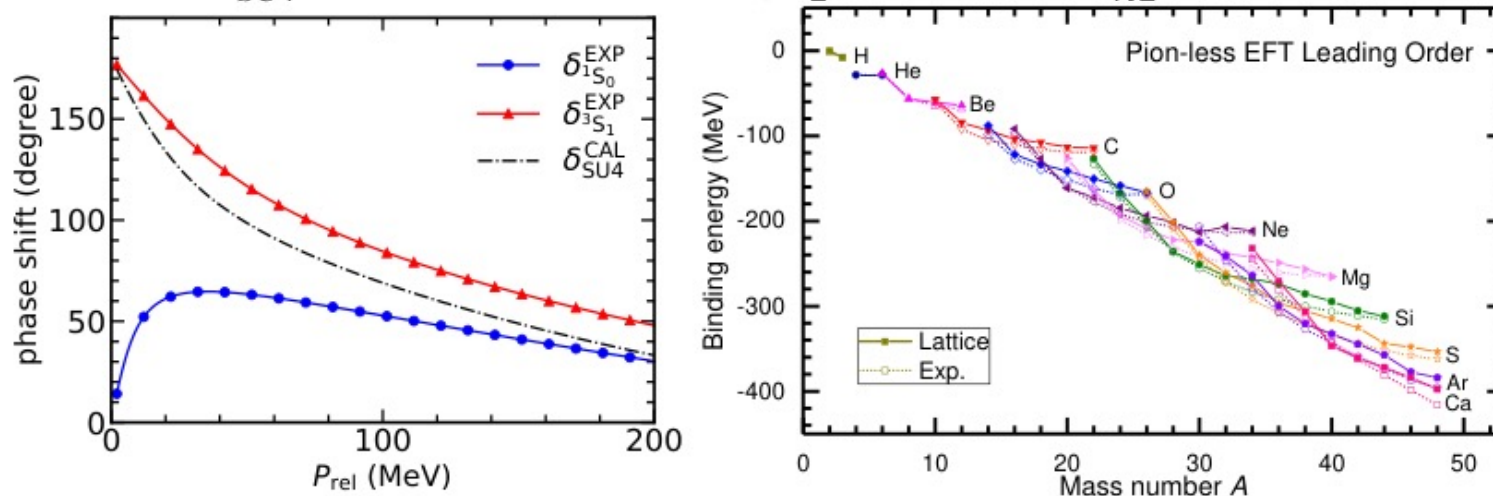 phase shift (degree)
150
100
50
0
0
100
200
P_rel (MeV)
δ^EXP_1S0
δ^EXP_3S1
δ^CAL_SU4
Binding energy (MeV)
0
-100
-200
-300
-400
0
10
20
30
40
50
Mass number A
Pion-less EFT Leading Order
H
He
Be
C
O
Ne
Mg
Si
S
Ar
Ca
Lattice
Exp.